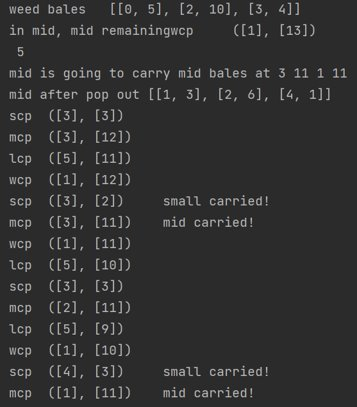 weed bales   [[0, 5], [2, 10], [3, 4]]
in mid, mid remainingwcp     ([1], [13])
 5
mid is going to carry mid bales at 3 11 1 11
mid after pop out [[1, 3], [2, 6], [4, 1]]
scp  ([3], [3])
mcp  ([3], [12])
lcp  ([5], [11])
wcp  ([1], [12])
scp  ([3], [2])     small carried!
mcp  ([3], [11])    mid carried!
wcp  ([1], [11])
lcp  ([5], [10])
scp  ([3], [3])
mcp  ([2], [11])
lcp  ([5], [9])
wcp  ([1], [10])
scp  ([4], [3])     small carried!
mcp  ([1], [11])    mid carried!